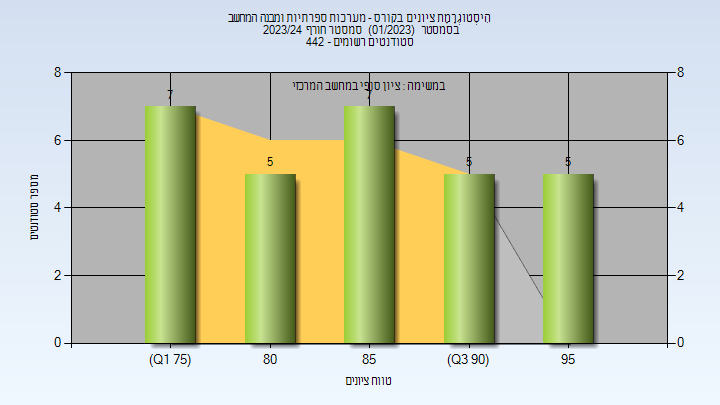 הִיסְטוֹגְרָמַת ציונים בקורס - מערכות ספרתיות ומבנה המחשב
בסמסטר (01/2023) סמסטר חורף 2023/24
סטודנטים רשומים - 442
במשימה : ציון סופי במחשב המרכזי
8 8
7 7
6 6
5 5 5
4 4
2 2
0 0
מספר סטודנטים
(Q1 75) 80 85 (Q3 90) 95
טווח ציונים